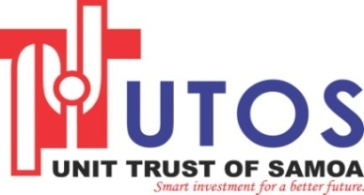 UTOS
UNIT TRUST OF SAMOA
Smart investment for a better future.